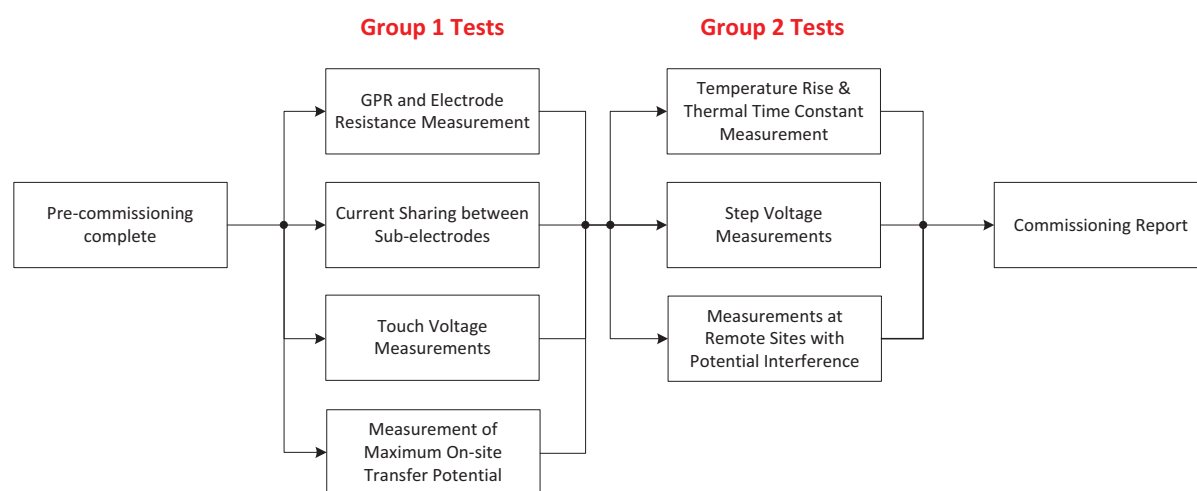 Group 1 Tests
Group 2 Tests
Pre-commissioning
complete
GPR and Electrode
Resistance Measurement
Current Sharing between
Sub-electrodes
Touch Voltage
Measurements
Measurement of
Maximum On-site
Transfer Potential
Temperature Rise &
Thermal Time Constant
Measurement
Step Voltage
Measurements
Measurements at
Remote Sites with
Potential Interference
Commissioning Report